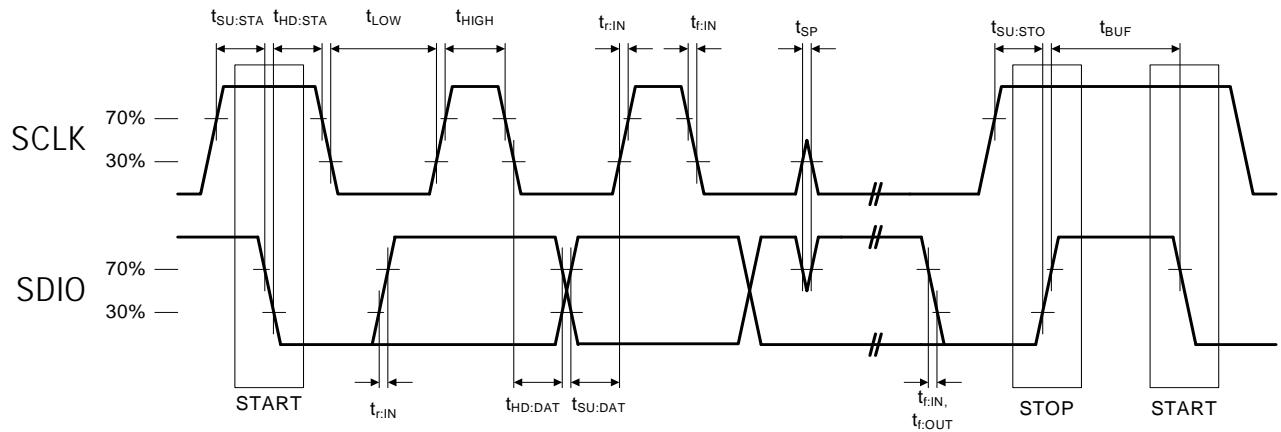 tSU:STA tHD:STA tLOW tHIGH tr:IN tf:IN tSP tSU:STO tBUF
SCLK
70%
30%
SDIO
70%
30%
START
tr:IN
tHD:DAT tSU:DAT
tf:IN,
tf:OUT
STOP
START